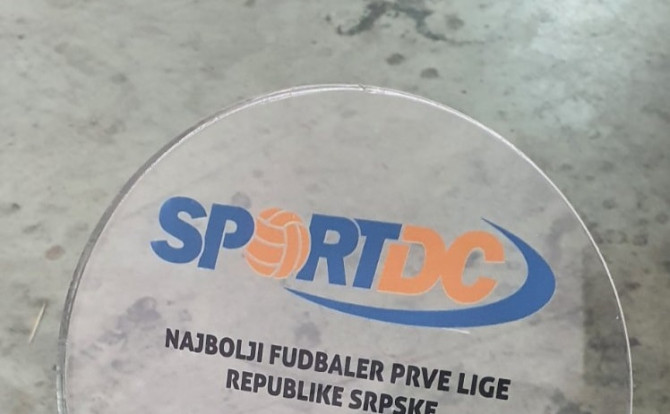 SPORTDC
NAJBOLJI FUDBALER PRVE LIGE
REPUBLIKE SRPSKE